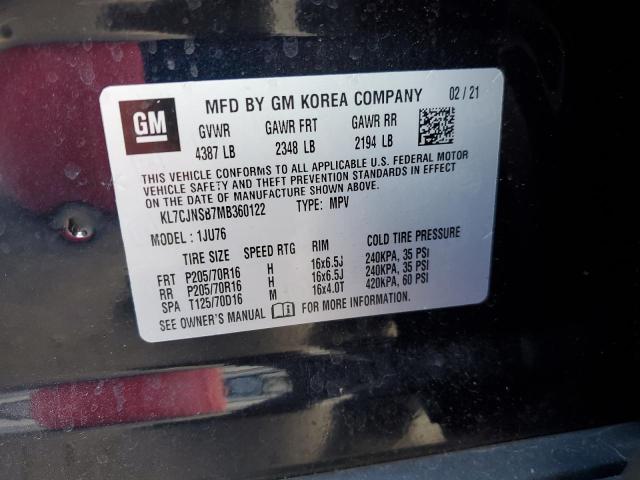 GM
MFD BY GM KOREA COMPANY 02 / 21
GVWR GAWR FRT GAWR RR
4387 LB 2348 LB 2194 LB
THIS VEHICLE CONFORMS TO ALL APPLICABLE U.S. FEDERAL MOTOR
VEHICLE SAFETY AND THEFT PREVENTION STANDARDS IN EFFECT
ON THE DATE OF MANUFACTURE SHOWN ABOVE.
KL7CJNSB7MB360122 TYPE: MPV
MODEL : 1JU76
TIRE SIZE SPEED RTG RIM COLD TIRE PRESSURE
FRT P205/70R16 H 16x6.5J 240KPA, 35 PSI
RR P205/70R16 H 16x6.5J 240KPA, 35 PSI
SPA T125/70D16 M 16x4.0T 420KPA, 60 PSI
SEE OWNER'S MANUAL FOR MORE INFORMATION.